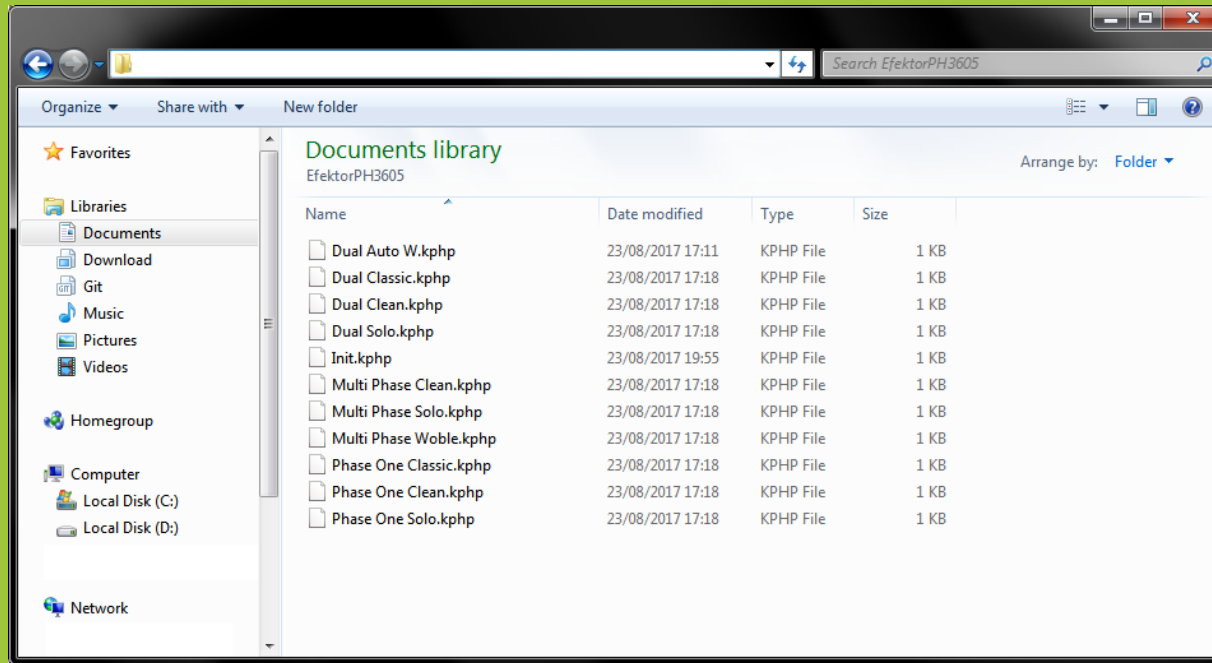 Search EfektorPH3605
Organize Share with New folder
Favorites
Libraries
Documents
Download
Git
Music
Pictures
Videos
Homegroup
Computer
Local Disk (C:)
Local Disk (D:)
Network
Documents library
EfektorPH3605
Arrange by: Folder
Name Date modified Type Size
Dual Auto W.kphp 23/08/2017 17:11 KPHP File 1 KB
Dual Classic.kphp 23/08/2017 17:18 KPHP File 1 KB
Dual Clean.kphp 23/08/2017 17:18 KPHP File 1 KB
Dual Solo.kphp 23/08/2017 17:18 KPHP File 1 KB
Init.kphp 23/08/2017 19:55 KPHP File 1 KB
Multi Phase Clean.kphp 23/08/2017 17:18 KPHP File 1 KB
Multi Phase Solo.kphp 23/08/2017 17:18 KPHP File 1 KB
Multi Phase Woble.kphp 23/08/2017 17:18 KPHP File 1 KB
Phase One Classic.kphp 23/08/2017 17:18 KPHP File 1 KB
Phase One Clean.kphp 23/08/2017 17:18 KPHP File 1 KB
Phase One Solo.kphp 23/08/2017 17:18 KPHP File 1 KB